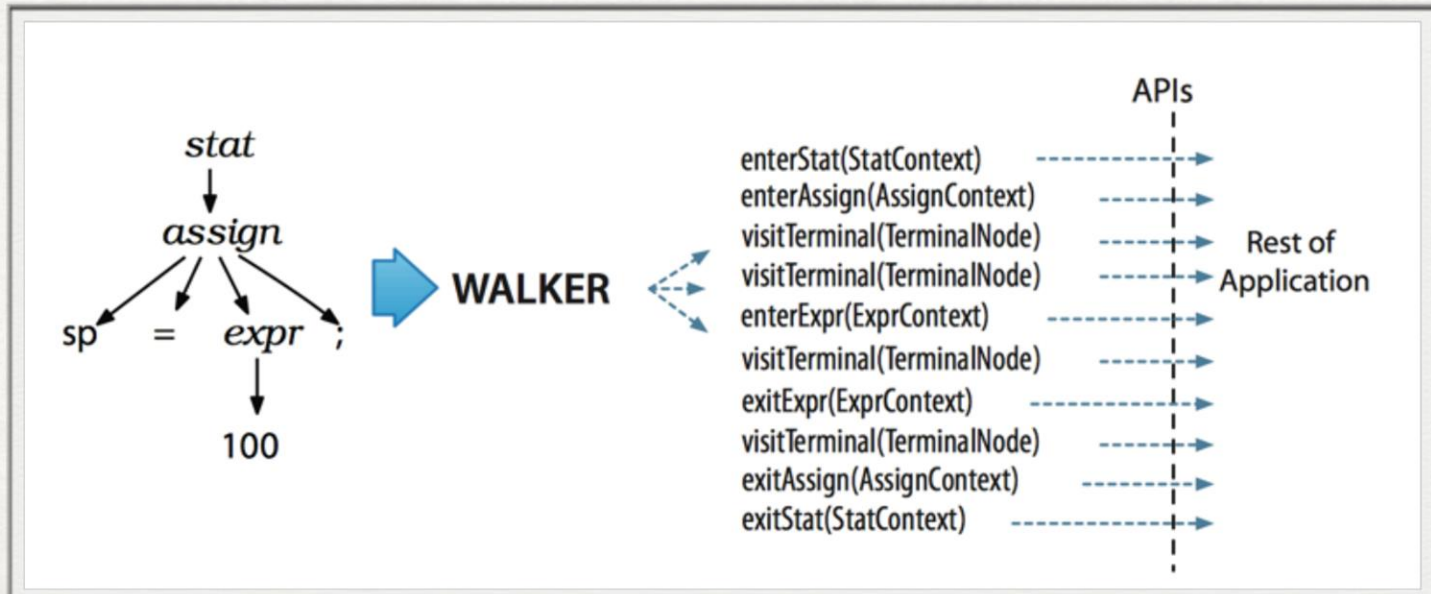 stat
assign
sp = expr ;
100
WALKER
APIs
enterStat(StatContext)
enterAssign(AssignContext)
visitTerminal(TerminalNode)
visitTerminal(TerminalNode)
enterExpr(ExprContext)
visitTerminal(TerminalNode)
exitExpr(ExprContext)
visitTerminal(TerminalNode)
exitAssign(AssignContext)
exitStat(StatContext)
Rest of
Application